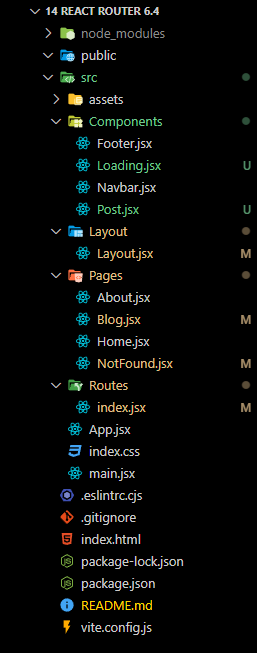 14 REACT ROUTER 6.4
node_modules
public
src
assets
Components
Footer.jsx
Loading.jsx U
Navbar.jsx
Post.jsx U
Layout
Layout.jsx M
Pages
About.jsx
Blog.jsx M
Home.jsx
NotFound.jsx M
Routes
index.jsx M
App.jsx
index.css
main.jsx
.eslintrc.cjs
.gitignore
index.html
package-lock.json
package.json
README.md
vite.config.js